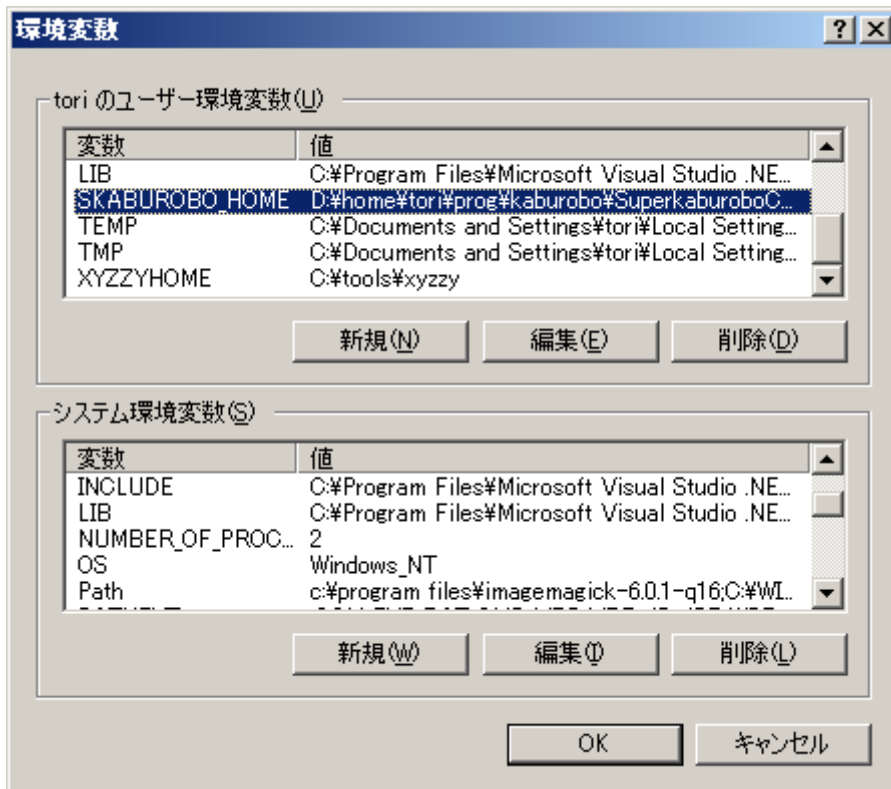 環境変数
tori のユーザー環境変数(U)
変数 値
LIB C:¥Program Files¥Microsoft Visual Studio .NE...
SKABUROBO_HOME D:¥home¥tori¥prog¥kaburobo¥SuperkaburoboC...
TEMP C:¥Documents and Settings¥tori¥Local Setting...
TMP C:¥Documents and Settings¥tori¥Local Setting...
XYZZYHOME C:¥tools¥xyzzy
新規(N) 編集(E) 削除(D)
システム環境変数(S)
変数 値
INCLUDE C:¥Program Files¥Microsoft Visual Studio .NE...
LIB C:¥Program Files¥Microsoft Visual Studio .NE...
NUMBER_OF_PROC... 2
OS Windows_NT
Path c:¥program files¥imagemagick-6.0.1-q16;C:¥WI...
新規(W) 編集(I) 削除(L)
OK キャンセル